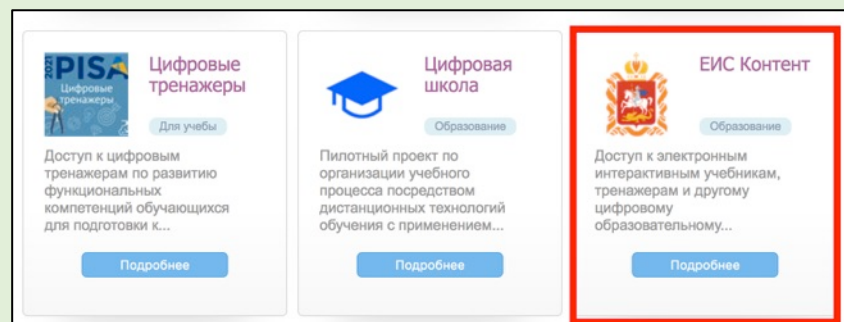 2021
PISA
Цифровые
тренажеры
Цифровые
тренажеры
Для учебы
Доступ к цифровым
тренажерам по развитию
функциональных
компетенций обучающихся
для подготовки к...
Подробнее
Цифровая
школа
Образование
Пилотный проект по
организации учебного
процесса посредством
дистанционных технологий
обучения с применением...
Подробнее
ЕИС Контент
Образование
Доступ к электронным
интерактивным учебникам,
тренажерам и другому
цифровому
образовательному...
Подробнее